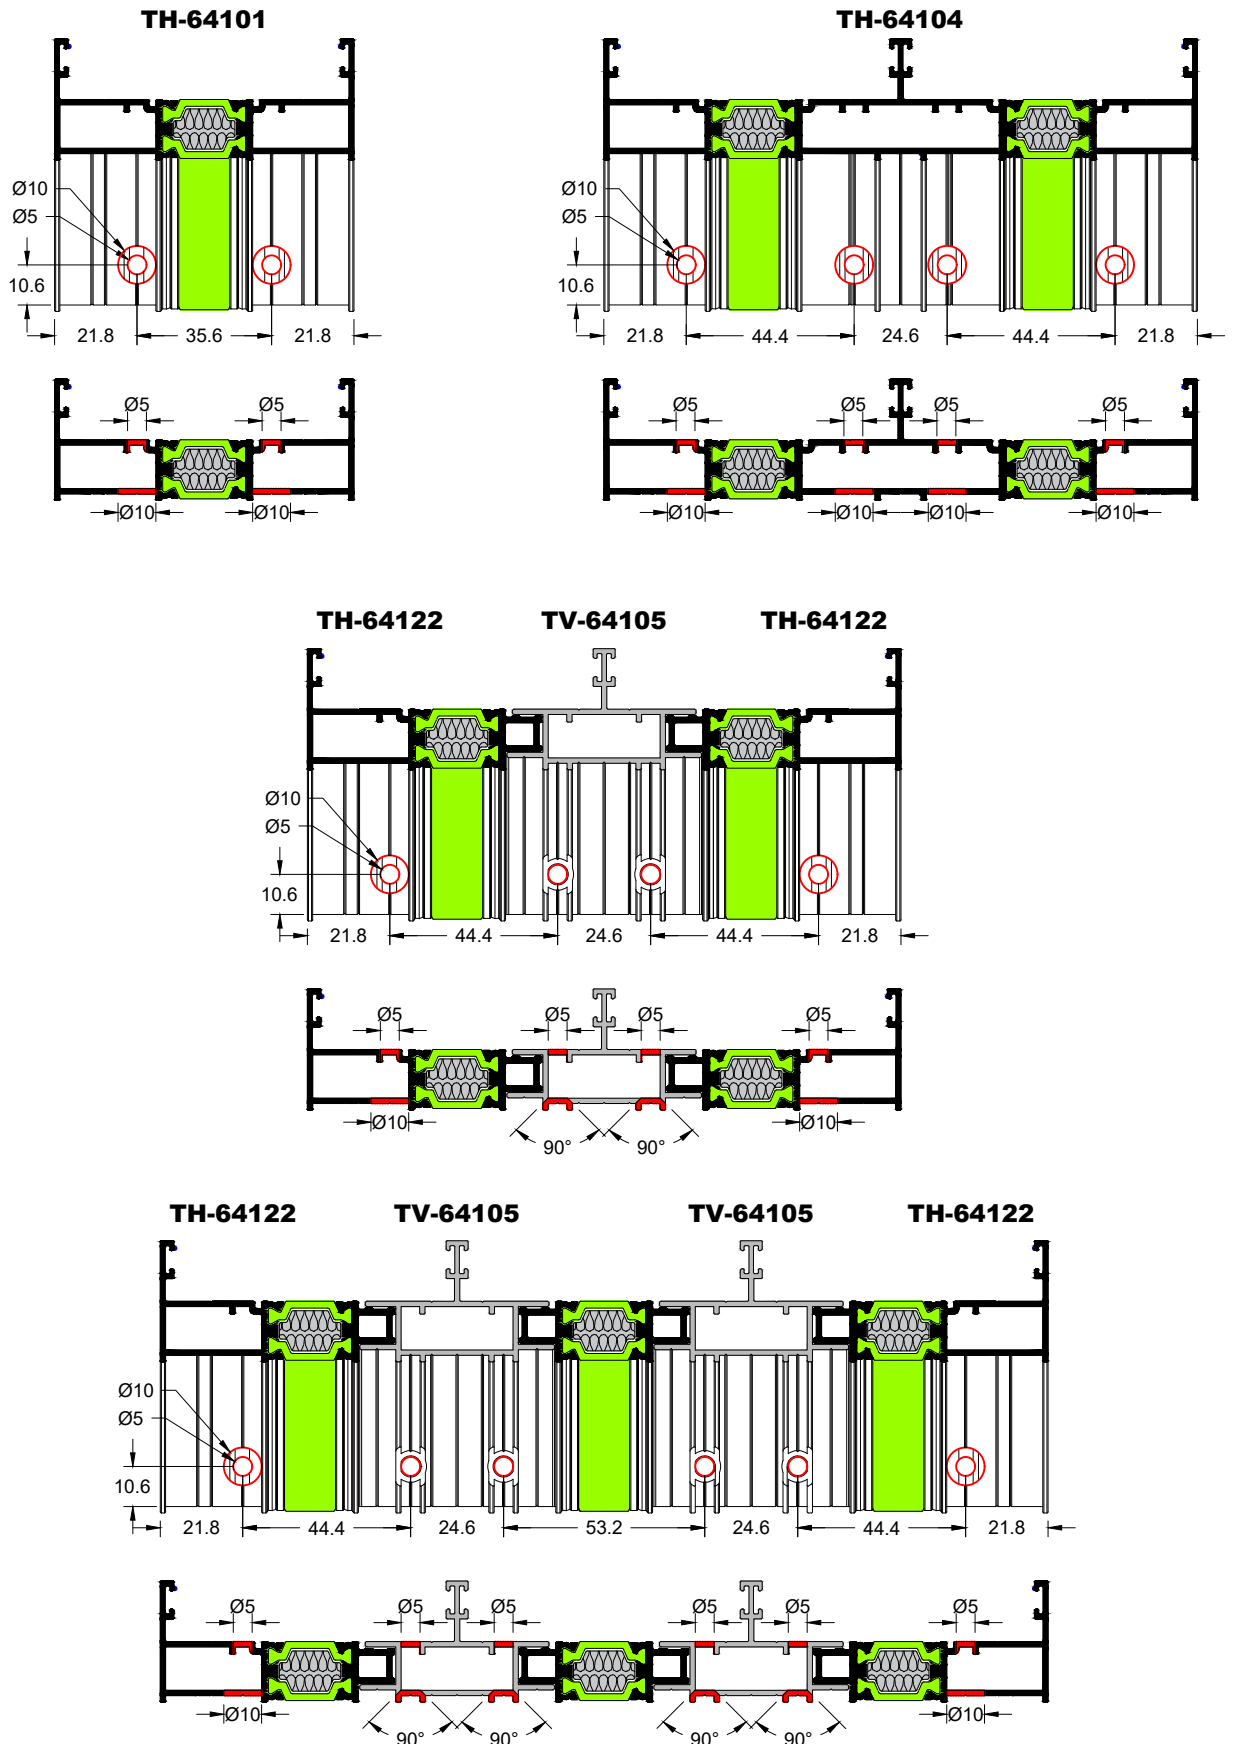 TH-64101
TH-64104
Ø10
Ø5
10.6
21.8 35.6 21.8
Ø10
Ø5
10.6
21.8 44.4 24.6 44.4 21.8
Ø5 Ø5
Ø10 Ø10
Ø5 Ø5 Ø5 Ø5
Ø10 Ø10 Ø10 Ø10
TH-64122 TV-64105 TH-64122
Ø10
Ø5
10.6
21.8 44.4 24.6 44.4 21.8
Ø5 Ø5 Ø5 Ø5
Ø10 Ø10
90° 90°
TH-64122 TV-64105 TV-64105 TH-64122
Ø10
Ø5
10.6
21.8 44.4 24.6 53.2 24.6 44.4 21.8
Ø5 Ø5 Ø5 Ø5 Ø5 Ø5
Ø10 Ø10
90° 90° 90° 90°